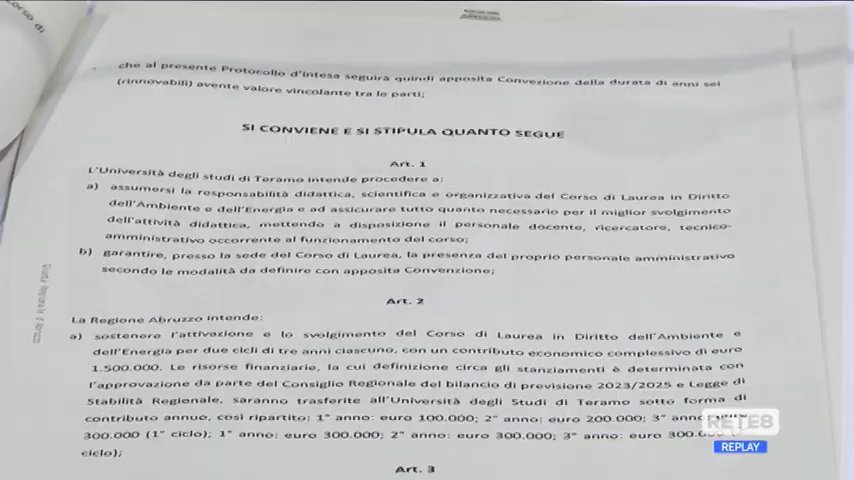 che al presente Protocollo d'intesa seguirà quindi apposita Convezione della durata di anni sei
(rinnovabili) avente valore vincolante tra le parti;
SI CONVIENE E SI STIPULA QUANTO SEGUE
Art. 1
L'Università degli studi di Teramo intende procedere a:
a) assumersi la responsabilità didattica, scientifica e organizzativa del Corso di Laurea in Diritto
dell'Ambiente e dell'Energia e ad assicurare tutto quanto necessario per il miglior svolgimento
dell'attività didattica, mettendo a disposizione il personale docente, ricercatore, tecnico-
amministrativo occorrente al funzionamento del corso;
b) garantire, presso la sede del Corso di Laurea, la presenza del proprio personale amministrativo
secondo le modalità da definire con apposita Convenzione;
Art. 2
La Regione Abruzzo intende:
a) sostenere l'attivazione e lo svolgimento del Corso di Laurea in Diritto dell'Ambiente e
dell'Energia per due cicli di tre anni ciascuno, con un contributo economico complessivo di euro
1.500.000. Le risorse finanziarie, la cui definizione circa gli stanziamenti è determinata con
l'approvazione da parte del Consiglio Regionale del bilancio di previsione 2023/2025 e Legge di
Stabilità Regionale, saranno trasferite all'Università degli Studi di Teramo sotto forma di
contributo annuo, così ripartito: 1° anno: euro 100.000; 2° anno: euro 200.000; 3° anno: euro
300.000 (1° ciclo); 1° anno: euro 300.000; 2° anno: euro 300.000; 3° anno: euro
ciclo);
Art. 3
RETE8
REPLAY